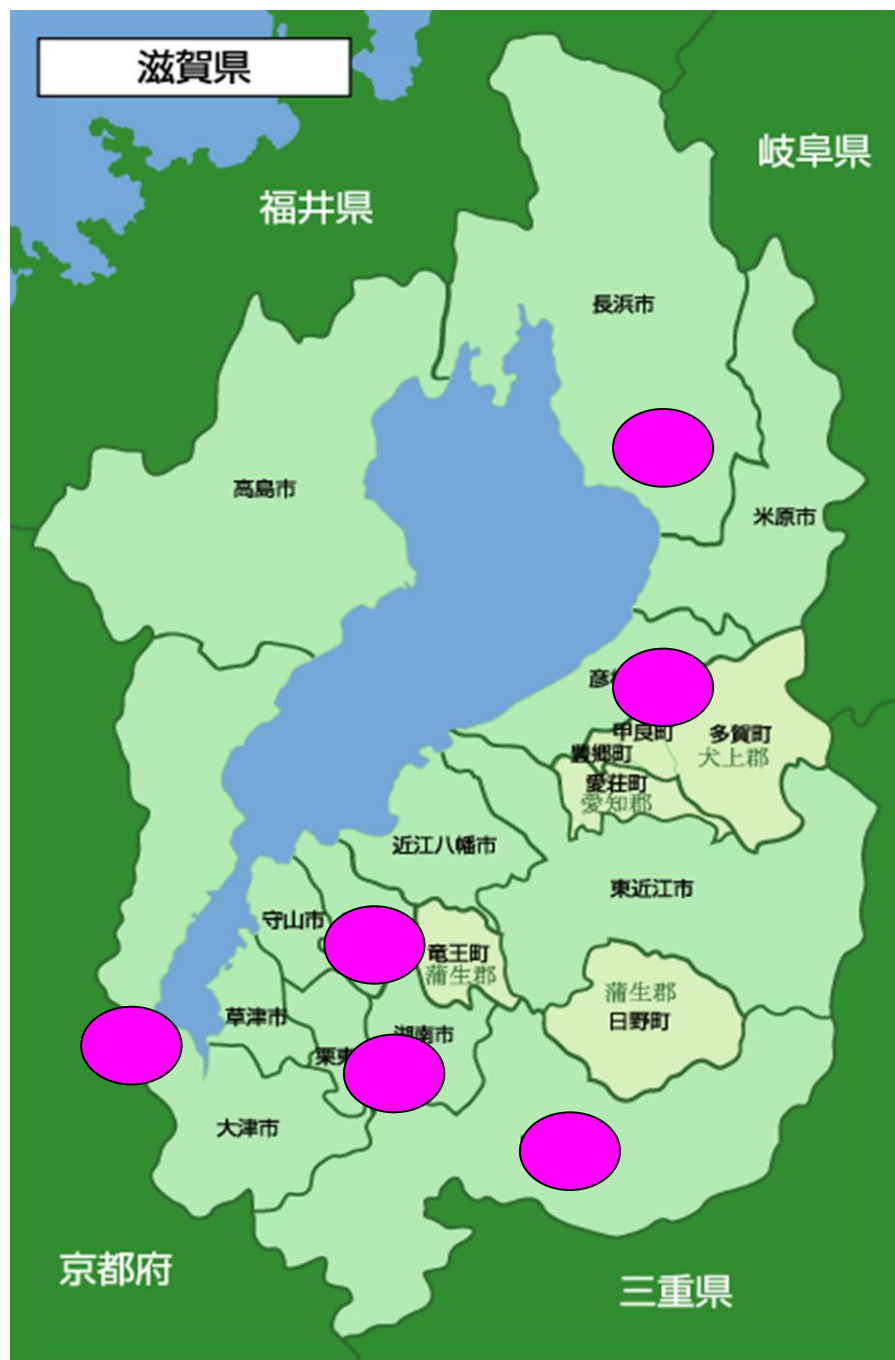 滋賀県
岐阜県
福井県
長浜市
高島市
米原市
彦
甲良町
多賀町
犬上郡
豊郷町
愛荘町
愛知郡
近江八幡市
東近江市
守山市
竜王町
蒲生郡
蒲生郡
日野町
草津市
湖南市
栗東
大津市
京都府
三重県